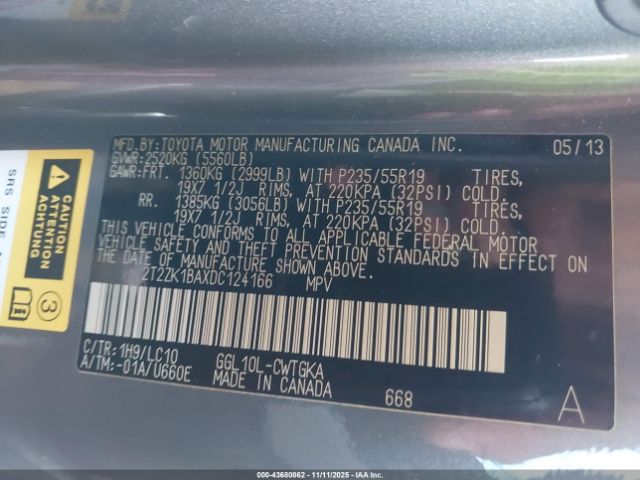 MFD.BY:TOYOTA MOTOR MANUFACTURING CANADA INC. 05/13
GVWR:2520KG (5560LB)
GAWR:FRT. 1360KG (2999LB) WITH P235/55R19 TIRES,
19X7 1/2J RIMS, AT 220KPA (32PSI) COLD.
RR. 1385KG (3056LB) WITH P235/55R19 TIRES,
19X7 1/2J RIMS, AT 220KPA (32PSI) COLD.
THIS VEHICLE CONFORMS TO ALL APPLICABLE FEDERAL MOTOR
VEHICLE SAFETY AND THEFT PREVENTION STANDARDS IN EFFECT ON
THE DATE OF MANUFACTURE SHOWN ABOVE.
2T2ZK1BAXDC124166 MPV
C/TR:1H9/LC10 GGL10L-CWTGKA
A/TM:-01A/U660E MADE IN CANADA
668
A
SRS SIDE
CAUTION
ATTENTION
ACHTUNG
3
i
000-43680862 - 11/11/2025 - IAAI.CA